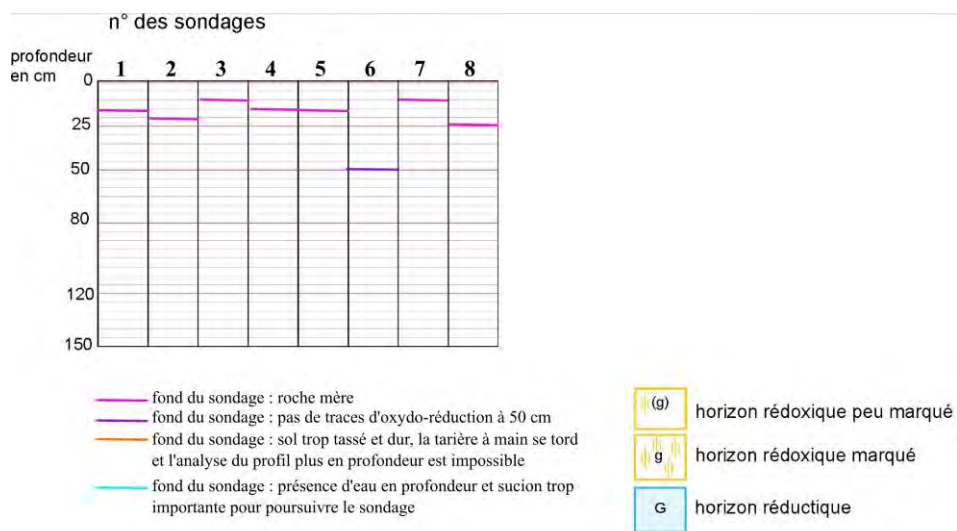 n° des sondages
profondeur
en cm
1 2 3 4 5 6 7 8
0
25
50
80
120
150
fond du sondage : roche mère
fond du sondage : pas de traces d'oxydo-réduction à 50 cm
fond du sondage : sol trop tassé et dur, la tarière à main se tord
et l'analyse du profil plus en profondeur est impossible
fond du sondage : présence d'eau en profondeur et sucion trop
importante pour poursuivre le sondage
(g) horizon rédoxique peu marqué
g horizon rédoxique marqué
G horizon réductique